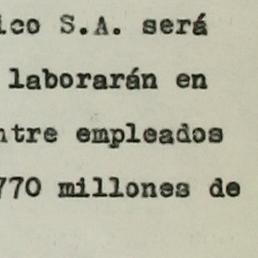 ico S.A. será
laborarán en
ntre empleados
770 millones de